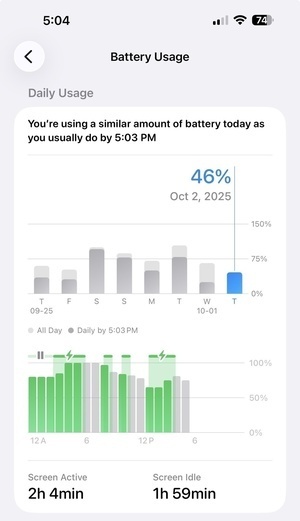 5:04
74
Battery Usage
Daily Usage
You're using a similar amount of battery today as
you usually do by 5:03 PM
46%
Oct 2, 2025
150%
75%
0%
T F S S M T W T
09-25 10-01
All Day Daily by 5:03 PM
100%
50%
0%
12 A 6 12 P 6
Screen Active Screen Idle
2h 4min 1h 59min